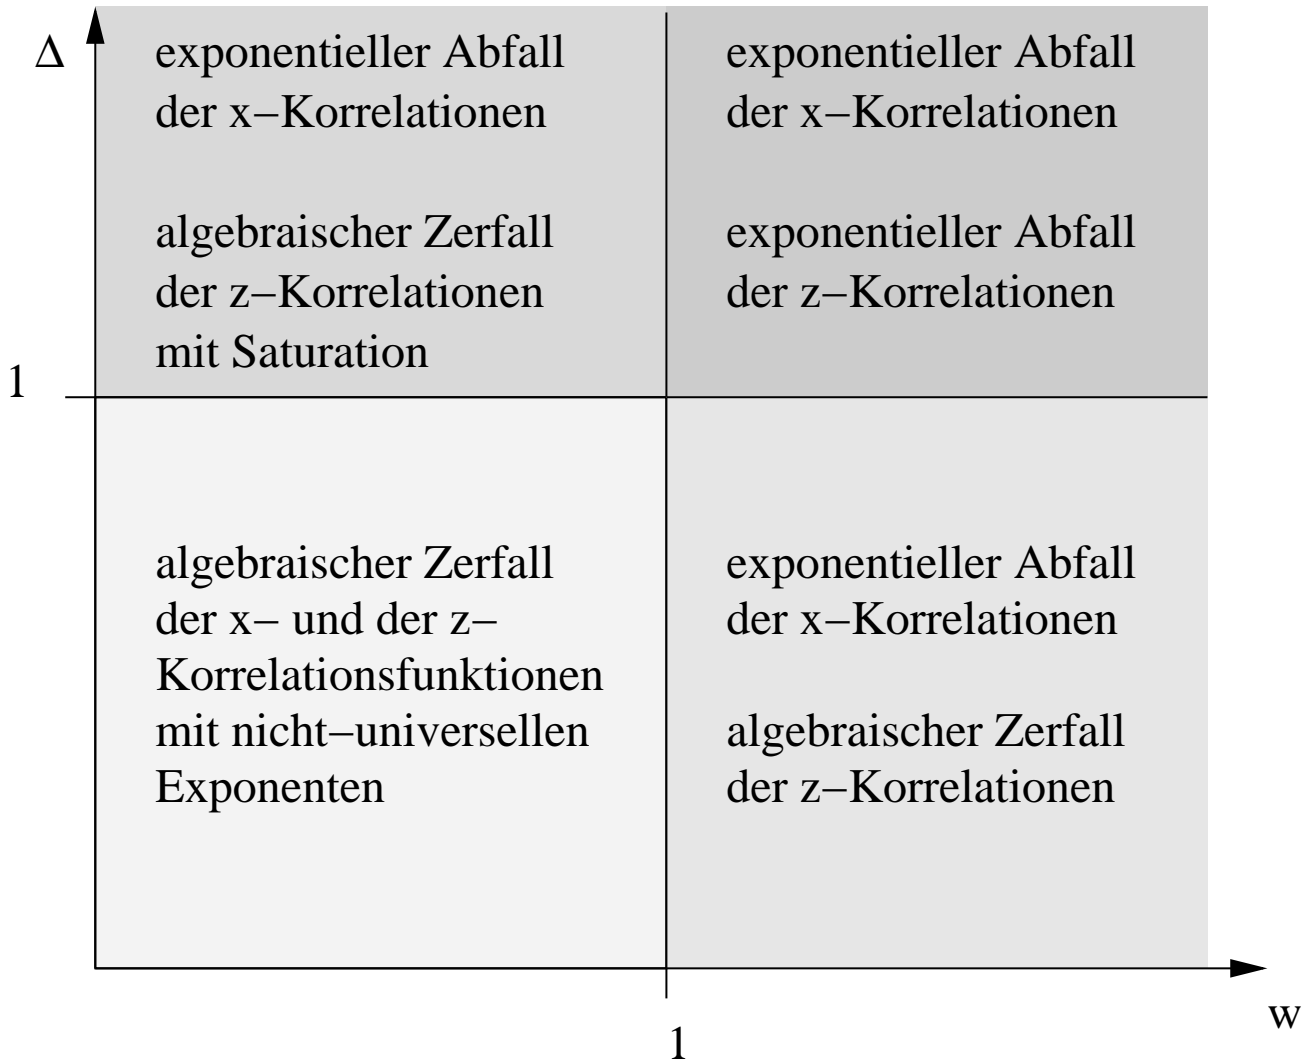 Δ
exponentieller Abfall
der x−Korrelationen
algebraischer Zerfall
der z−Korrelationen
mit Saturation
exponentieller Abfall
der x−Korrelationen
exponentieller Abfall
der z−Korrelationen
1
algebraischer Zerfall
der x− und der z−
Korrelationsfunktionen
mit nicht−universellen
Exponenten
exponentieller Abfall
der x−Korrelationen
algebraischer Zerfall
der z−Korrelationen
w
1